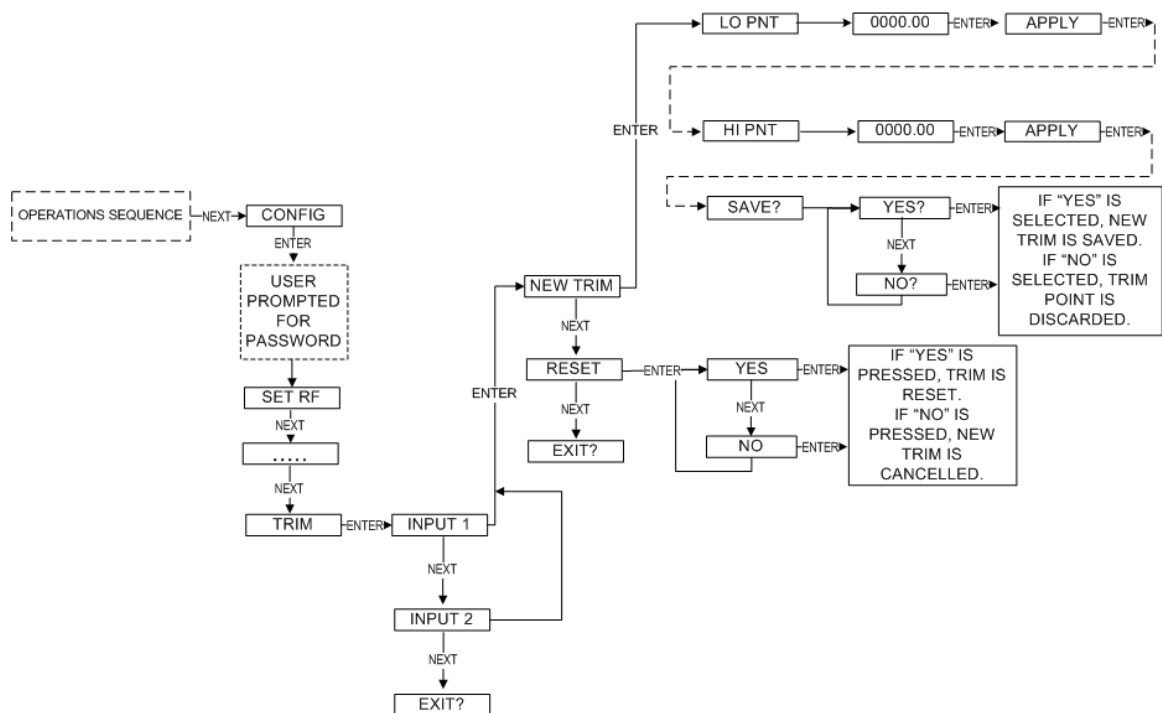 LO PNT
0000.00
ENTER
APPLY
ENTER
ENTER
HI PNT
0000.00
ENTER
APPLY
ENTER
OPERATIONS SEQUENCE
NEXT
CONFIG
SAVE?
YES?
ENTER
IF “YES” IS
SELECTED, NEW
TRIM IS SAVED.
IF “NO” IS
SELECTED, TRIM
POINT IS
DISCARDED.
ENTER
NEXT
USER
PROMPTED
FOR
PASSWORD
NEW TRIM
NO?
ENTER
NEXT
RESET
ENTER
YES
ENTER
IF “YES” IS
PRESSED, TRIM IS
RESET.
IF “NO” IS
PRESSED, NEW
TRIM IS
CANCELLED.
SET RF
ENTER
NEXT
NEXT
NEXT
EXIT?
NO
ENTER
.....
NEXT
TRIM
ENTER
INPUT 1
NEXT
INPUT 2
NEXT
EXIT?